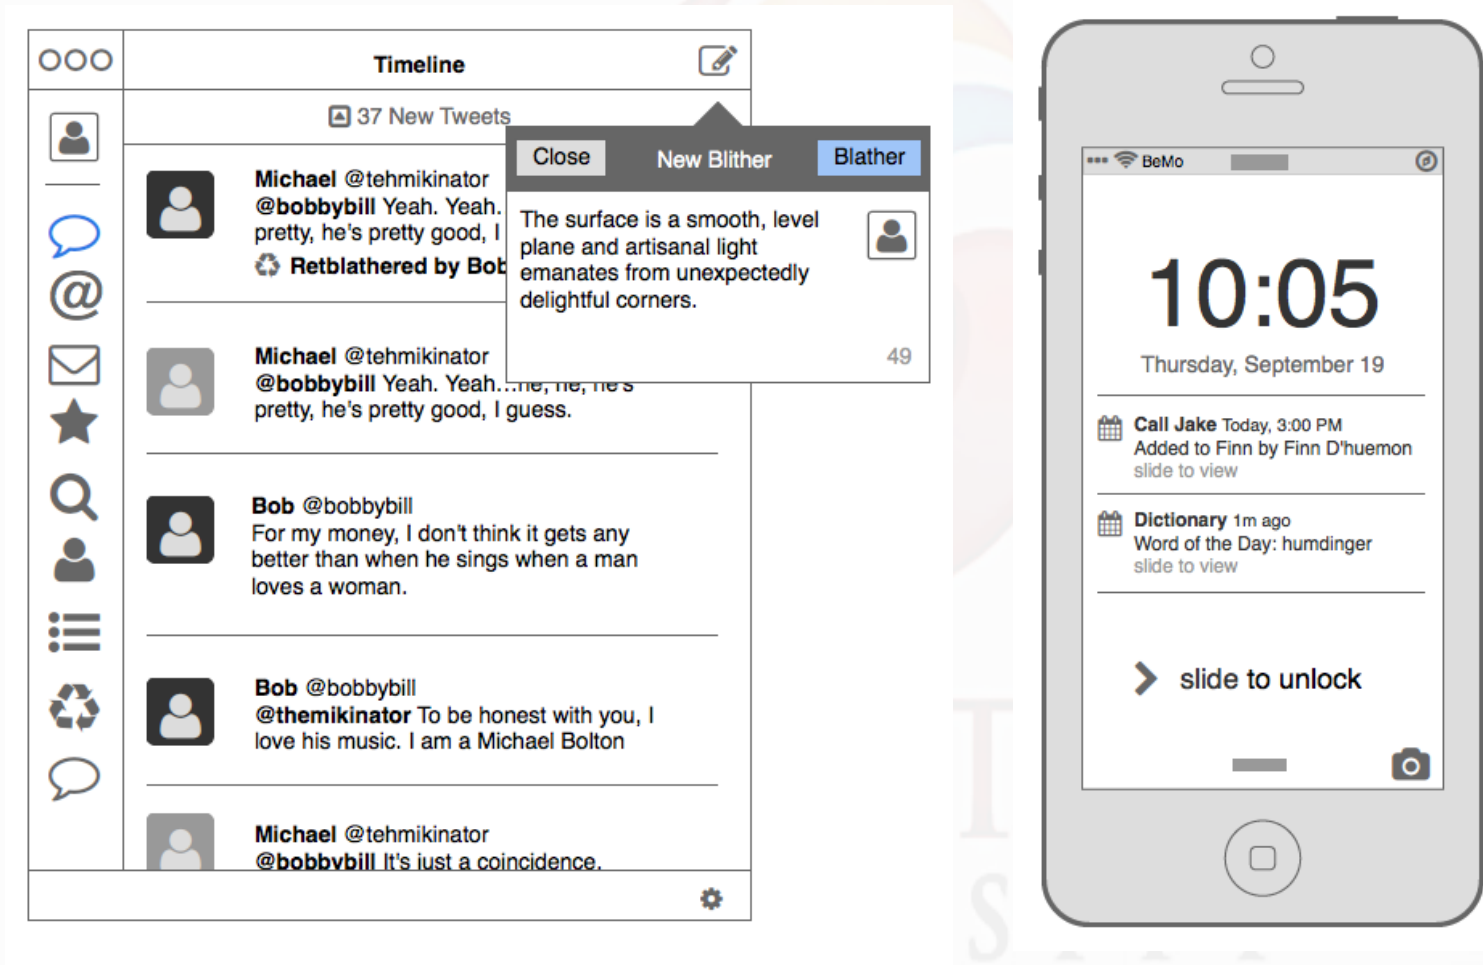 Timeline
37 New Tweets
Close
New Blither
Blather
The surface is a smooth, level
plane and artisanal light
emanates from unexpectedly
delightful corners.
49
Michael @tehmikinator
@bobbybill Yeah. Yeah.
pretty, he's pretty good, I
Retblathered by Bob
Michael @tehmikinator
@bobbybill Yeah. Yeah...he, he, he's
pretty, he's pretty good, I guess.
Bob @bobbybill
For my money, I don't think it gets any
better than when he sings when a man
loves a woman.
Bob @bobbybill
@themikinator To be honest with you, I
love his music. I am a Michael Bolton
Michael @tehmikinator
@bobbybill It's just a coincidence.
BeMo
10:05
Thursday, September 19
Call Jake Today, 3:00 PM
Added to Finn by Finn D'huemon
slide to view
Dictionary 1m ago
Word of the Day: humdinger
slide to view
slide to unlock